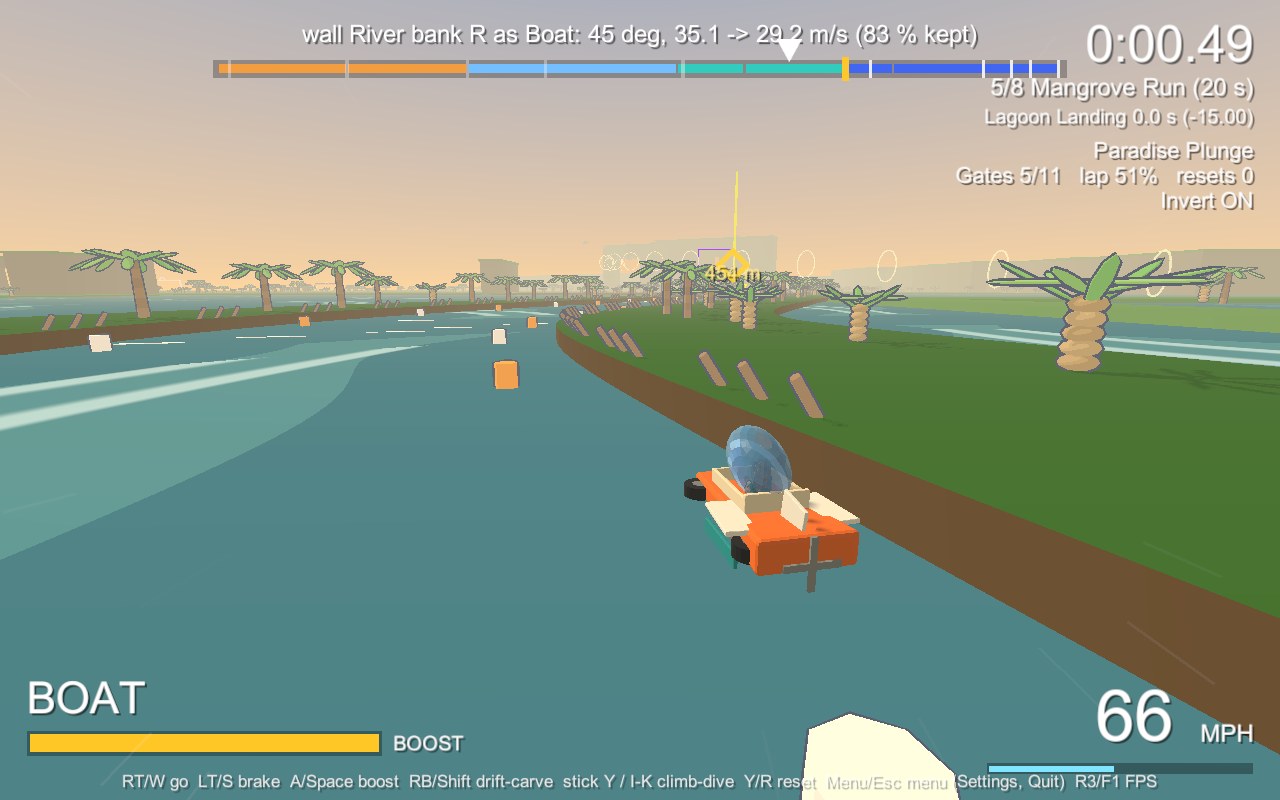 wall River bank R as Boat: 45 deg, 35.1 -> 29.2 m/s (83 % kept)
0:00.49
5/8 Mangrove Run (20 s)
Lagoon Landing 0.0 s (-15.00)
Paradise Plunge
Gates 5/11 lap 51% resets 0
Invert ON
454 m
BOAT
BOOST
66 MPH
RT/W go LT/S brake A/Space boost RB/Shift drift-carve stick Y / I-K climb-dive Y/R reset Menu/Esc menu (Settings, Quit) R3/F1 FPS